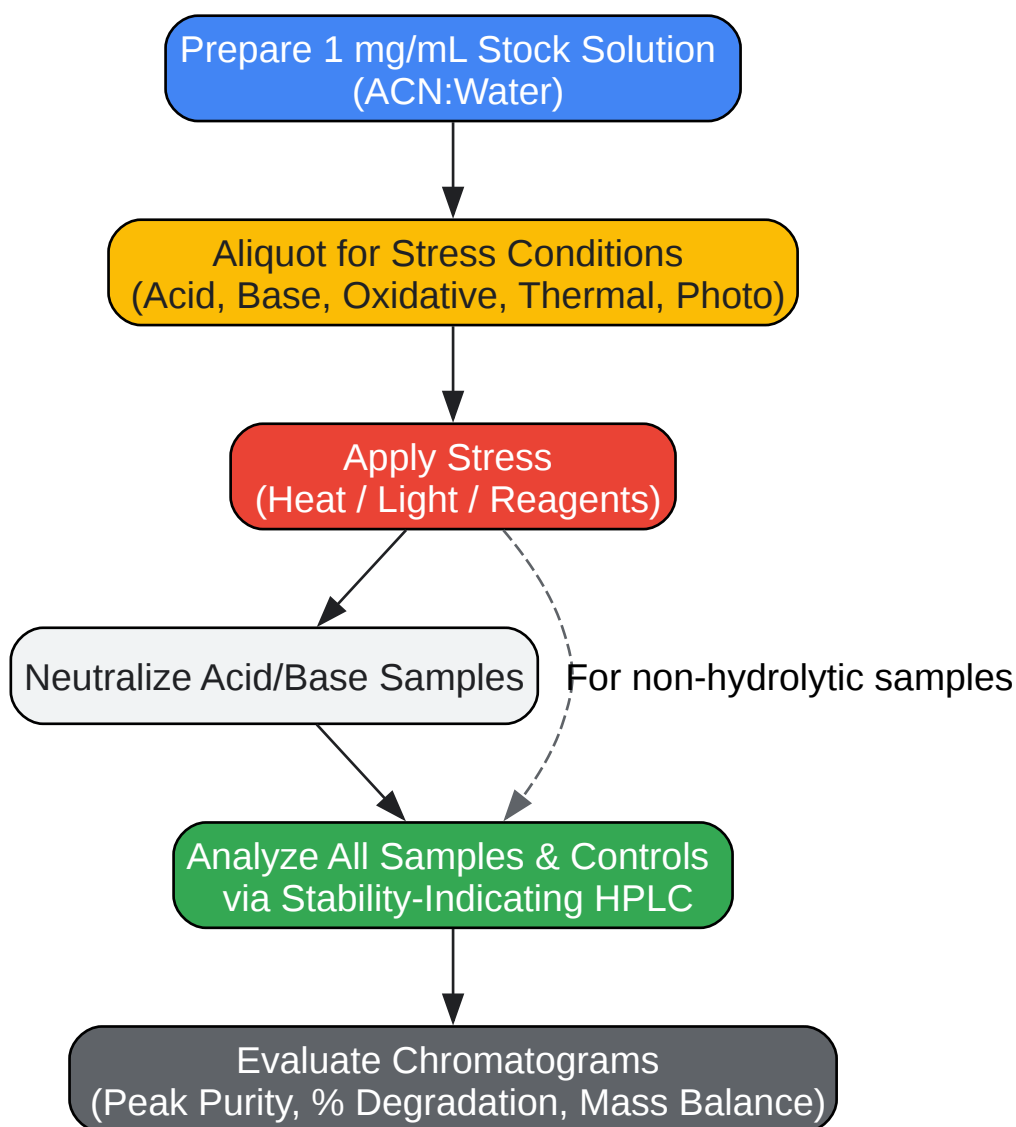 Prepare 1 mg/mL Stock Solution
(ACN:Water)
Aliquot for Stress Conditions
(Acid, Base, Oxidative, Thermal, Photo)
Apply Stress
(Heat / Light / Reagents)
Neutralize Acid/Base Samples
For non-hydrolytic samples
Analyze All Samples & Controls
via Stability-Indicating HPLC
Evaluate Chromatograms
(Peak Purity, % Degradation, Mass Balance)